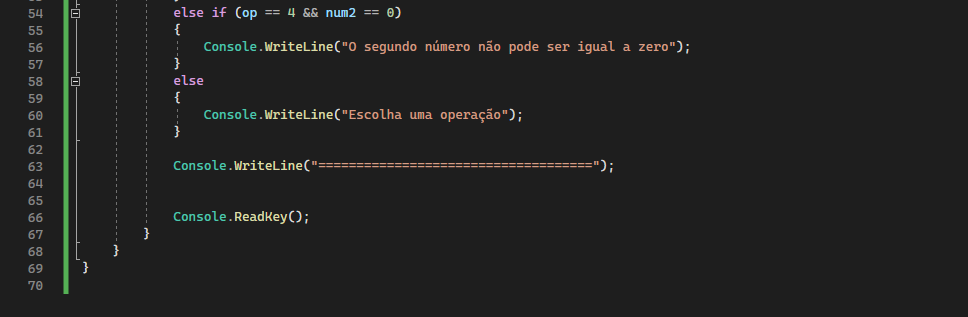 54 else if (op == 4 && num2 == 0)
55 {
56 Console.WriteLine("O segundo número não pode ser igual a zero");
57 }
58 else
59 {
60 Console.WriteLine("Escolha uma operação");
61 }
62
63 Console.WriteLine("====================================");
64
65
66 Console.ReadKey();
67 }
68 }
69 }
70